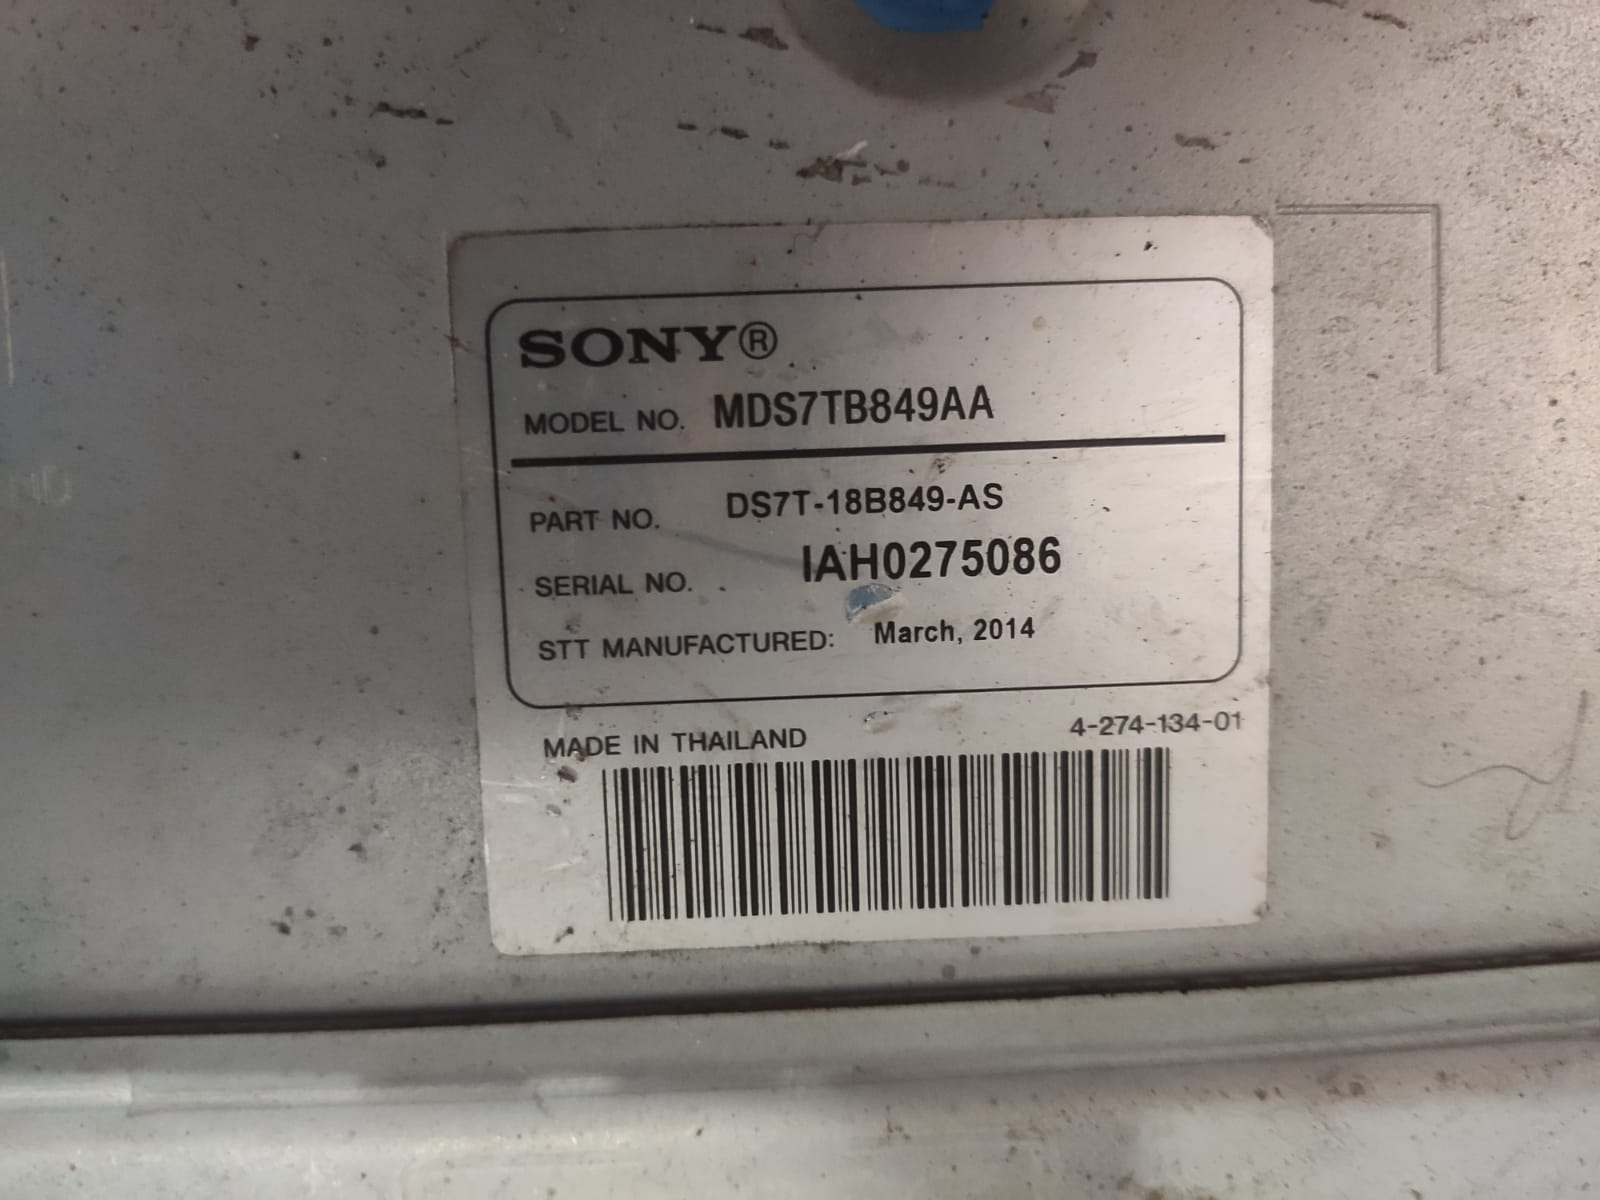 SONY®
MODEL NO. MDS7TB849AA
PART NO. DS7T-18B849-AS
SERIAL NO. IAH0275086
STT MANUFACTURED: March, 2014
MADE IN THAILAND 4-274-134-01